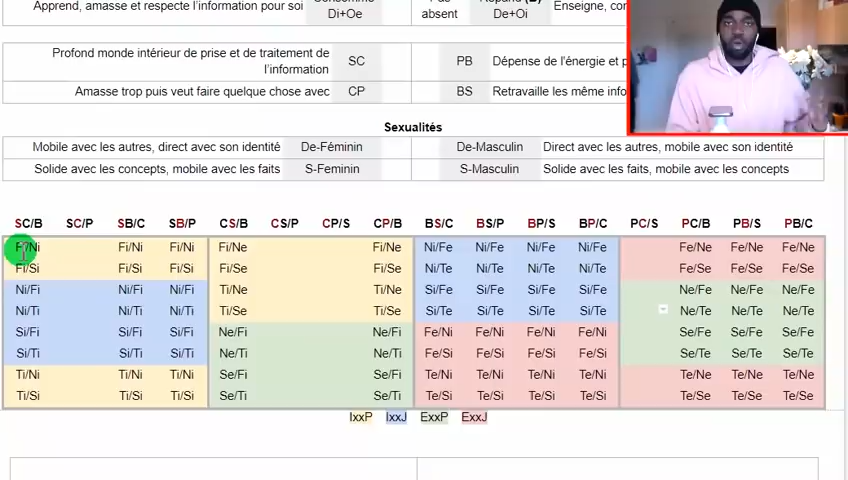 Apprend, amasse et respecte l'information pour soi Di+Oe absent De+Oi Enseigne, con
Profond monde intérieur de prise et de traitement de l'information SC PB Dépense de l'énergie et p
Amasse trop puis veut faire quelque chose avec CP BS Retravaille les même info
Sexualités
Mobile avec les autres, direct avec son identité De-Féminin De-Masculin Direct avec les autres, mobile avec son identité
Solide avec les concepts, mobile avec les faits S-Feminin S-Masculin Solide avec les faits, mobile avec les concepts
SC/B SC/P SB/C SB/P CS/B CS/P CP/S CP/B BS/C BS/P BP/S BP/C PC/S PC/B PB/S PB/C
Fi/Ni Fi/Ni Fi/Ni Fi/Ne Fi/Ne Ni/Fe Ni/Fe Ni/Fe Ni/Fe Fe/Ne Fe/Ne Fe/Ne
Fi/Si Fi/Si Fi/Si Fi/Se Fi/Se Ni/Te Ni/Te Ni/Te Ni/Te Fe/Se Fe/Se Fe/Se
Ni/Fi Ni/Fi Ni/Fi Ti/Ne Ti/Ne Si/Fe Si/Fe Si/Fe Si/Fe Ne/Fe Ne/Fe Ne/Fe
Ni/Ti Ni/Ti Ni/Ti Ti/Se Ti/Se Si/Te Si/Te Si/Te Si/Te Ne/Te Ne/Te Ne/Te
Si/Fi Si/Fi Si/Fi Ne/Fi Ne/Fi Fe/Ni Fe/Ni Fe/Ni Fe/Ni Se/Fe Se/Fe Se/Fe
Si/Ti Si/Ti Si/Ti Ne/Ti Ne/Ti Fe/Si Fe/Si Fe/Si Fe/Si Se/Te Se/Te Se/Te
Ti/Ni Ti/Ni Ti/Ni Se/Fi Se/Fi Te/Ni Te/Ni Te/Ni Te/Ni Te/Ne Te/Ne Te/Ne
Ti/Si Ti/Si Ti/Si Se/Ti Se/Ti Te/Si Te/Si Te/Si Te/Si Te/Se Te/Se Te/Se
IxxP IxxJ ExxP ExxJ